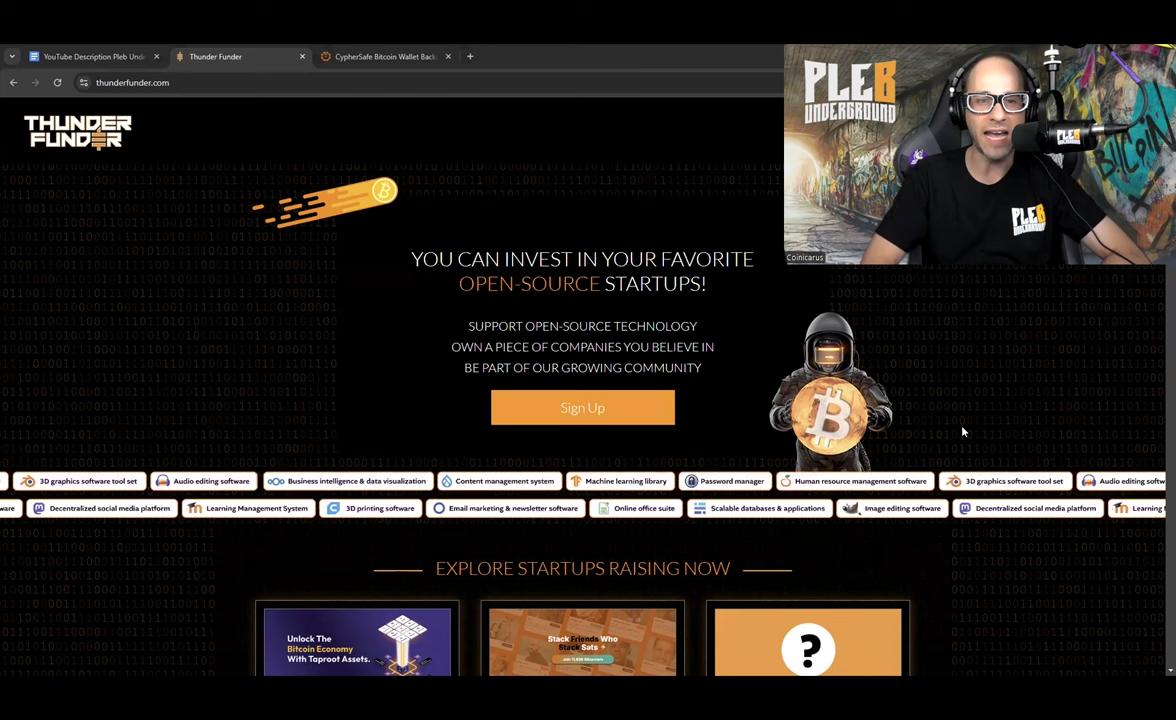 YouTube Description Pleb Und
Thunder Funder
CypherSafe Bitcoin Wallet Back
thunderfunder.com
THUNDER
FUNDER
PLEB
UNDERGROUND
PLEB
UNDERGROUND
PLEB
UNDERGROUND
BITCOIN
Coinicarus
YOU CAN INVEST IN YOUR FAVORITE
OPEN-SOURCE STARTUPS!
SUPPORT OPEN-SOURCE TECHNOLOGY
OWN A PIECE OF COMPANIES YOU BELIEVE IN
BE PART OF OUR GROWING COMMUNITY
Sign Up
3D graphics software tool set
Audio editing software
Business intelligence & data visualization
Content management system
Machine learning library
Password manager
Human resource management software
3D graphics software tool set
Audio editing softw
ware
Decentralized social media platform
Learning Management System
3D printing software
Email marketing & newsletter software
Online office suite
Scalable databases & applications
Image editing software
Decentralized social media platform
Learning M
EXPLORE STARTUPS RAISING NOW
Unlock The
Bitcoin Economy
With Taproot Assets.
Stack Friends Who
Stack Sats
?